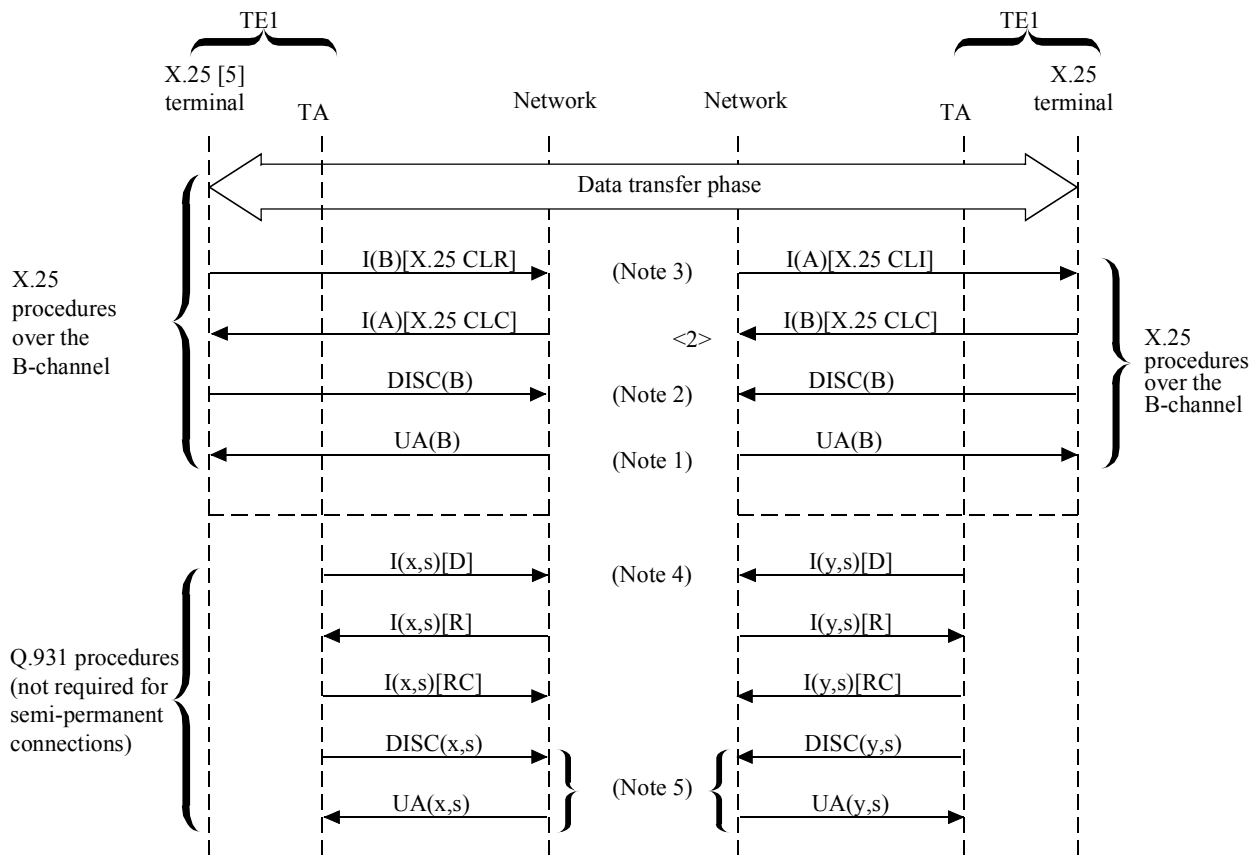 TE1
TE1
X.25 [5]
terminal
TA
Network
Network
TA
X.25
terminal
Data transfer phase
X.25
procedures
over the
B-channel
I(B)[X.25 CLR]
(Note 3)
I(A)[X.25 CLI]
I(A)[X.25 CLC]
<2>
I(B)[X.25 CLC]
DISC(B)
(Note 2)
DISC(B)
UA(B)
(Note 1)
UA(B)
X.25
procedures
over the
B-channel
Q.931 procedures
(not required for
semi-permanent
connections)
I(x,s)[D]
(Note 4)
I(y,s)[D]
I(x,s)[R]
I(y,s)[R]
I(x,s)[RC]
I(y,s)[RC]
DISC(x,s)
DISC(y,s)
(Note 5)
UA(x,s)
UA(y,s)